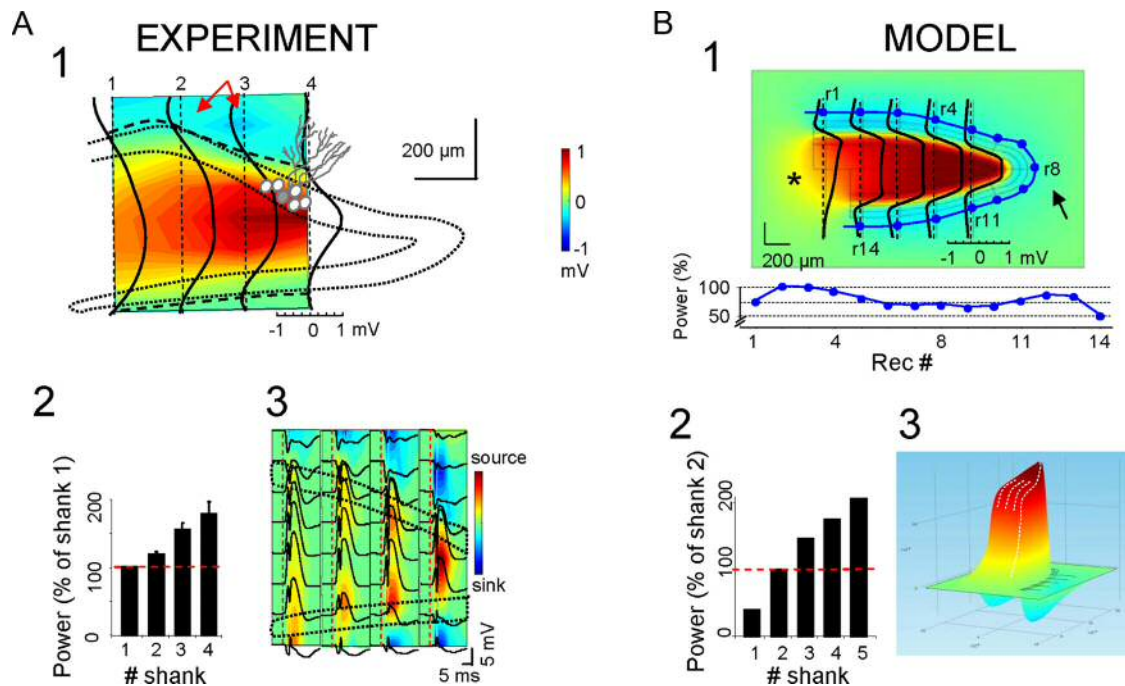 A
EXPERIMENT
1
1 2 3 4
200 µm
1
0
-1
mV
-1 0 1 mV
2
Power (% of shank 1)
200
100
0
1 2 3 4
# shank
3
source
sink
5 mV
5 ms
B
MODEL
1
r1
r4
r8
*
r11
r14
200 µm
-1 0 1 mV
Power (%)
100
50
1 4 8 11 14
Rec #
2
Power (% of shank 2)
200
100
0
1 2 3 4 5
# shank
3